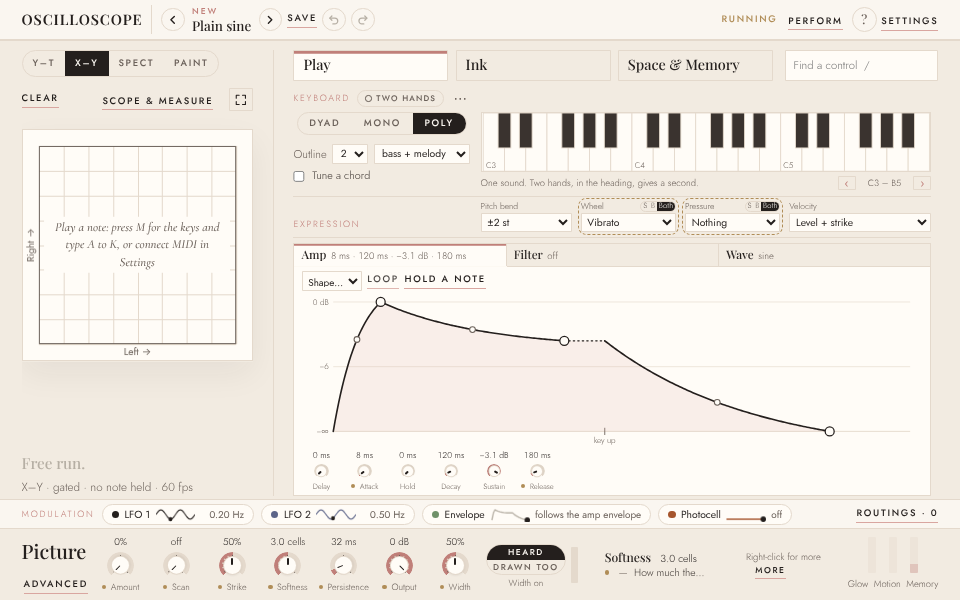 OSCILLOSCOPE
NEW
Plain sine
SAVE
RUNNING
PERFORM
?
SETTINGS
Y–T X–Y SPECT PAINT
CLEAR
SCOPE & MEASURE
Play a note: press M for the keys and
type A to K, or connect MIDI in
Settings
Right →
Left →
Free run.
X–Y · gated · no note held · 60 fps
Play
Ink
Space & Memory
Find a control /
KEYBOARD
TWO HANDS
···
DYAD MONO POLY
Outline 2 bass + melody
Tune a chord
C3 C4 C5
One sound. Two hands, in the heading, gives a second.
‹ C3 – B5 ›
EXPRESSION
Pitch bend
±2 st
Wheel S B Both
Vibrato
Pressure S B Both
Nothing
Velocity
Level + strike
Amp 8 ms · 120 ms · −3.1 dB · 180 ms
Filter off
Wave sine
Shape... LOOP HOLD A NOTE
0 dB
−6
−∞
key up
0 ms 8 ms 0 ms 120 ms −3.1 dB 180 ms
Delay Attack Hold Decay Sustain Release
MODULATION
LFO 1 0.20 Hz
LFO 2 0.50 Hz
Envelope follows the amp envelope
Photocell off
ROUTINGS · 0
Picture
ADVANCED
0% off 50% 3.0 cells 32 ms 0 dB 50%
Amount Scan Strike Softness Persistence Output Width
HEARD
DRAWN TOO
Width on
Softness 3.0 cells
— How much the...
Right-click for more
MORE
Glow Motion Memory